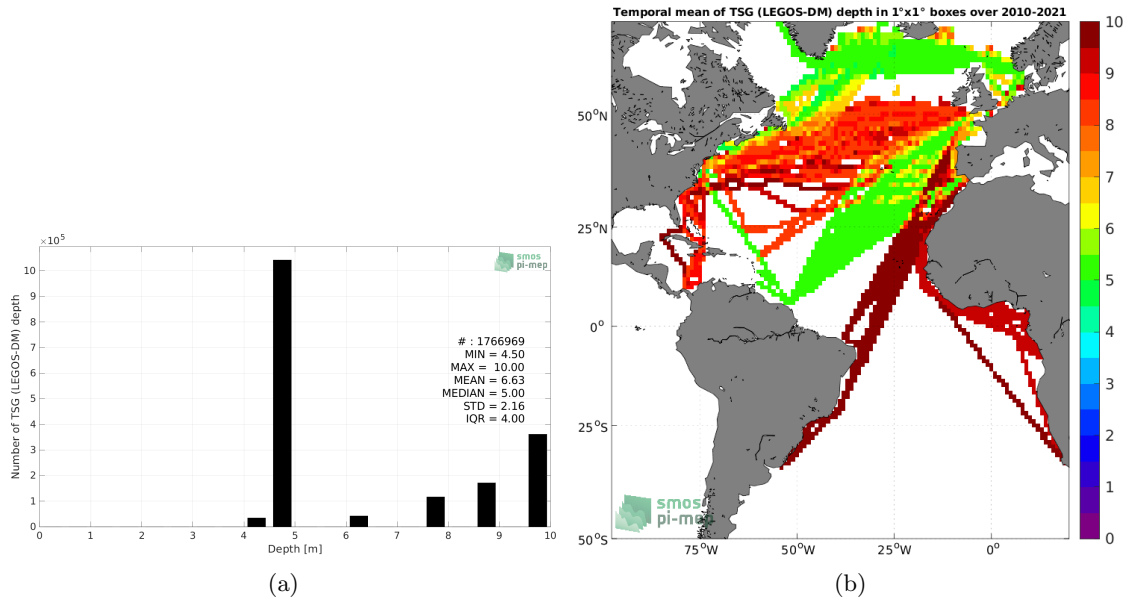 ×10⁵
10
9
8
7
6
5
4
3
2
1
0
Number of TSG (LEGOS-DM) depth
smos
pi-mep
# : 1766969
MIN = 4.50
MAX = 10.00
MEAN = 6.63
MEDIAN = 5.00
STD = 2.16
IQR = 4.00
0 1 2 3 4 5 6 7 8 9 10
Depth [m]
(a)
Temporal mean of TSG (LEGOS-DM) depth in 1°x1° boxes over 2010-2021
50°N
25°N
0°
25°S
50°S
75°W 50°W 25°W 0°
smos
pi-mep
10
9
8
7
6
5
4
3
2
1
0
(b)